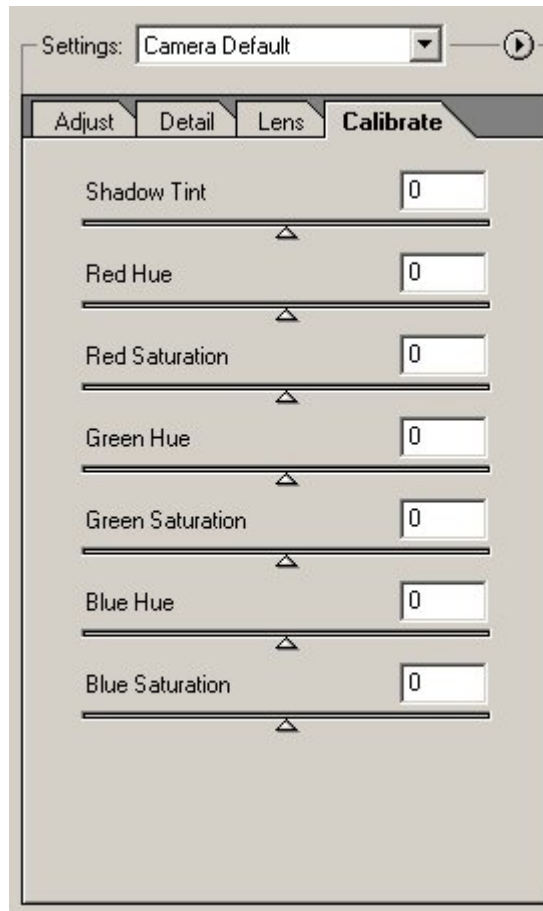 Settings: Camera Default
Adjust Detail Lens Calibrate
Shadow Tint 0
Red Hue 0
Red Saturation 0
Green Hue 0
Green Saturation 0
Blue Hue 0
Blue Saturation 0